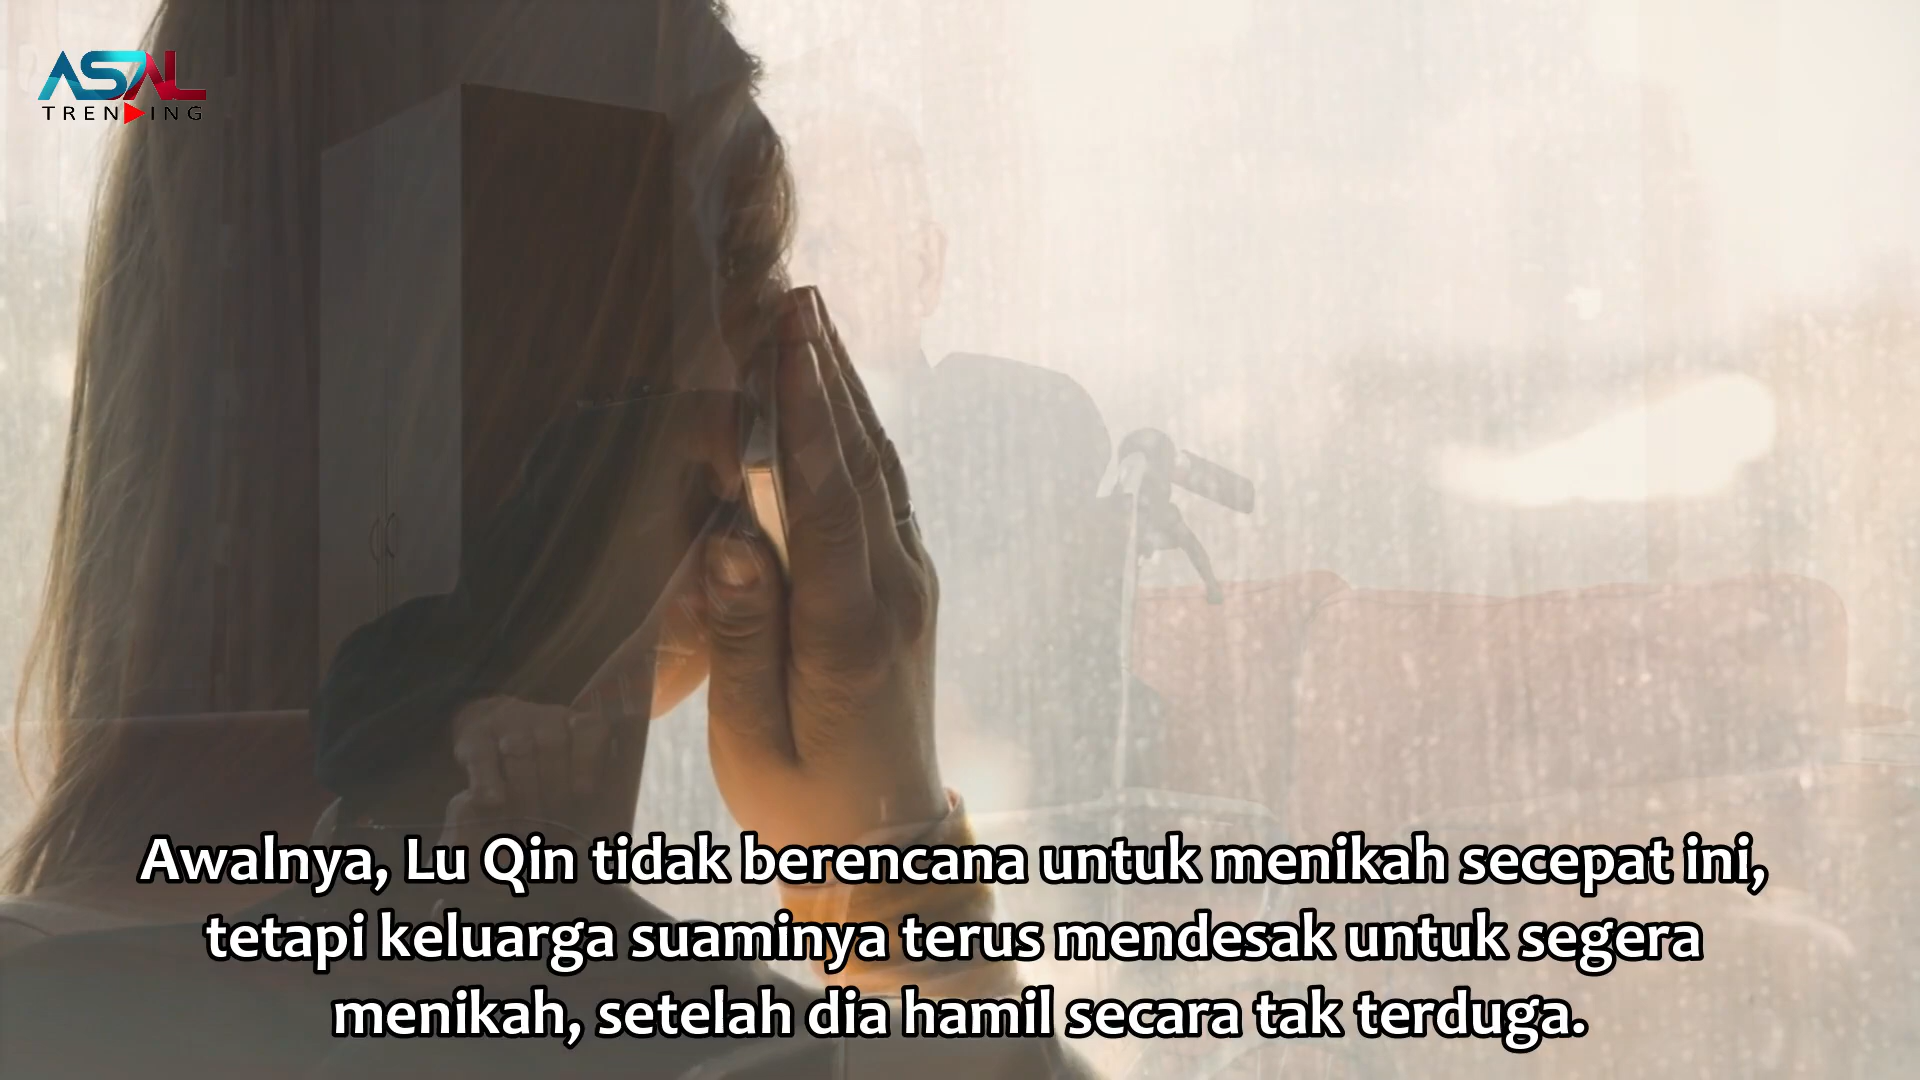 ASAL
TRENDING
Awalnya, Lu Qin tidak berencana untuk menikah secepat ini,
tetapi keluarga suaminya terus mendesak untuk segera
menikah, setelah dia hamil secara tak terduga.